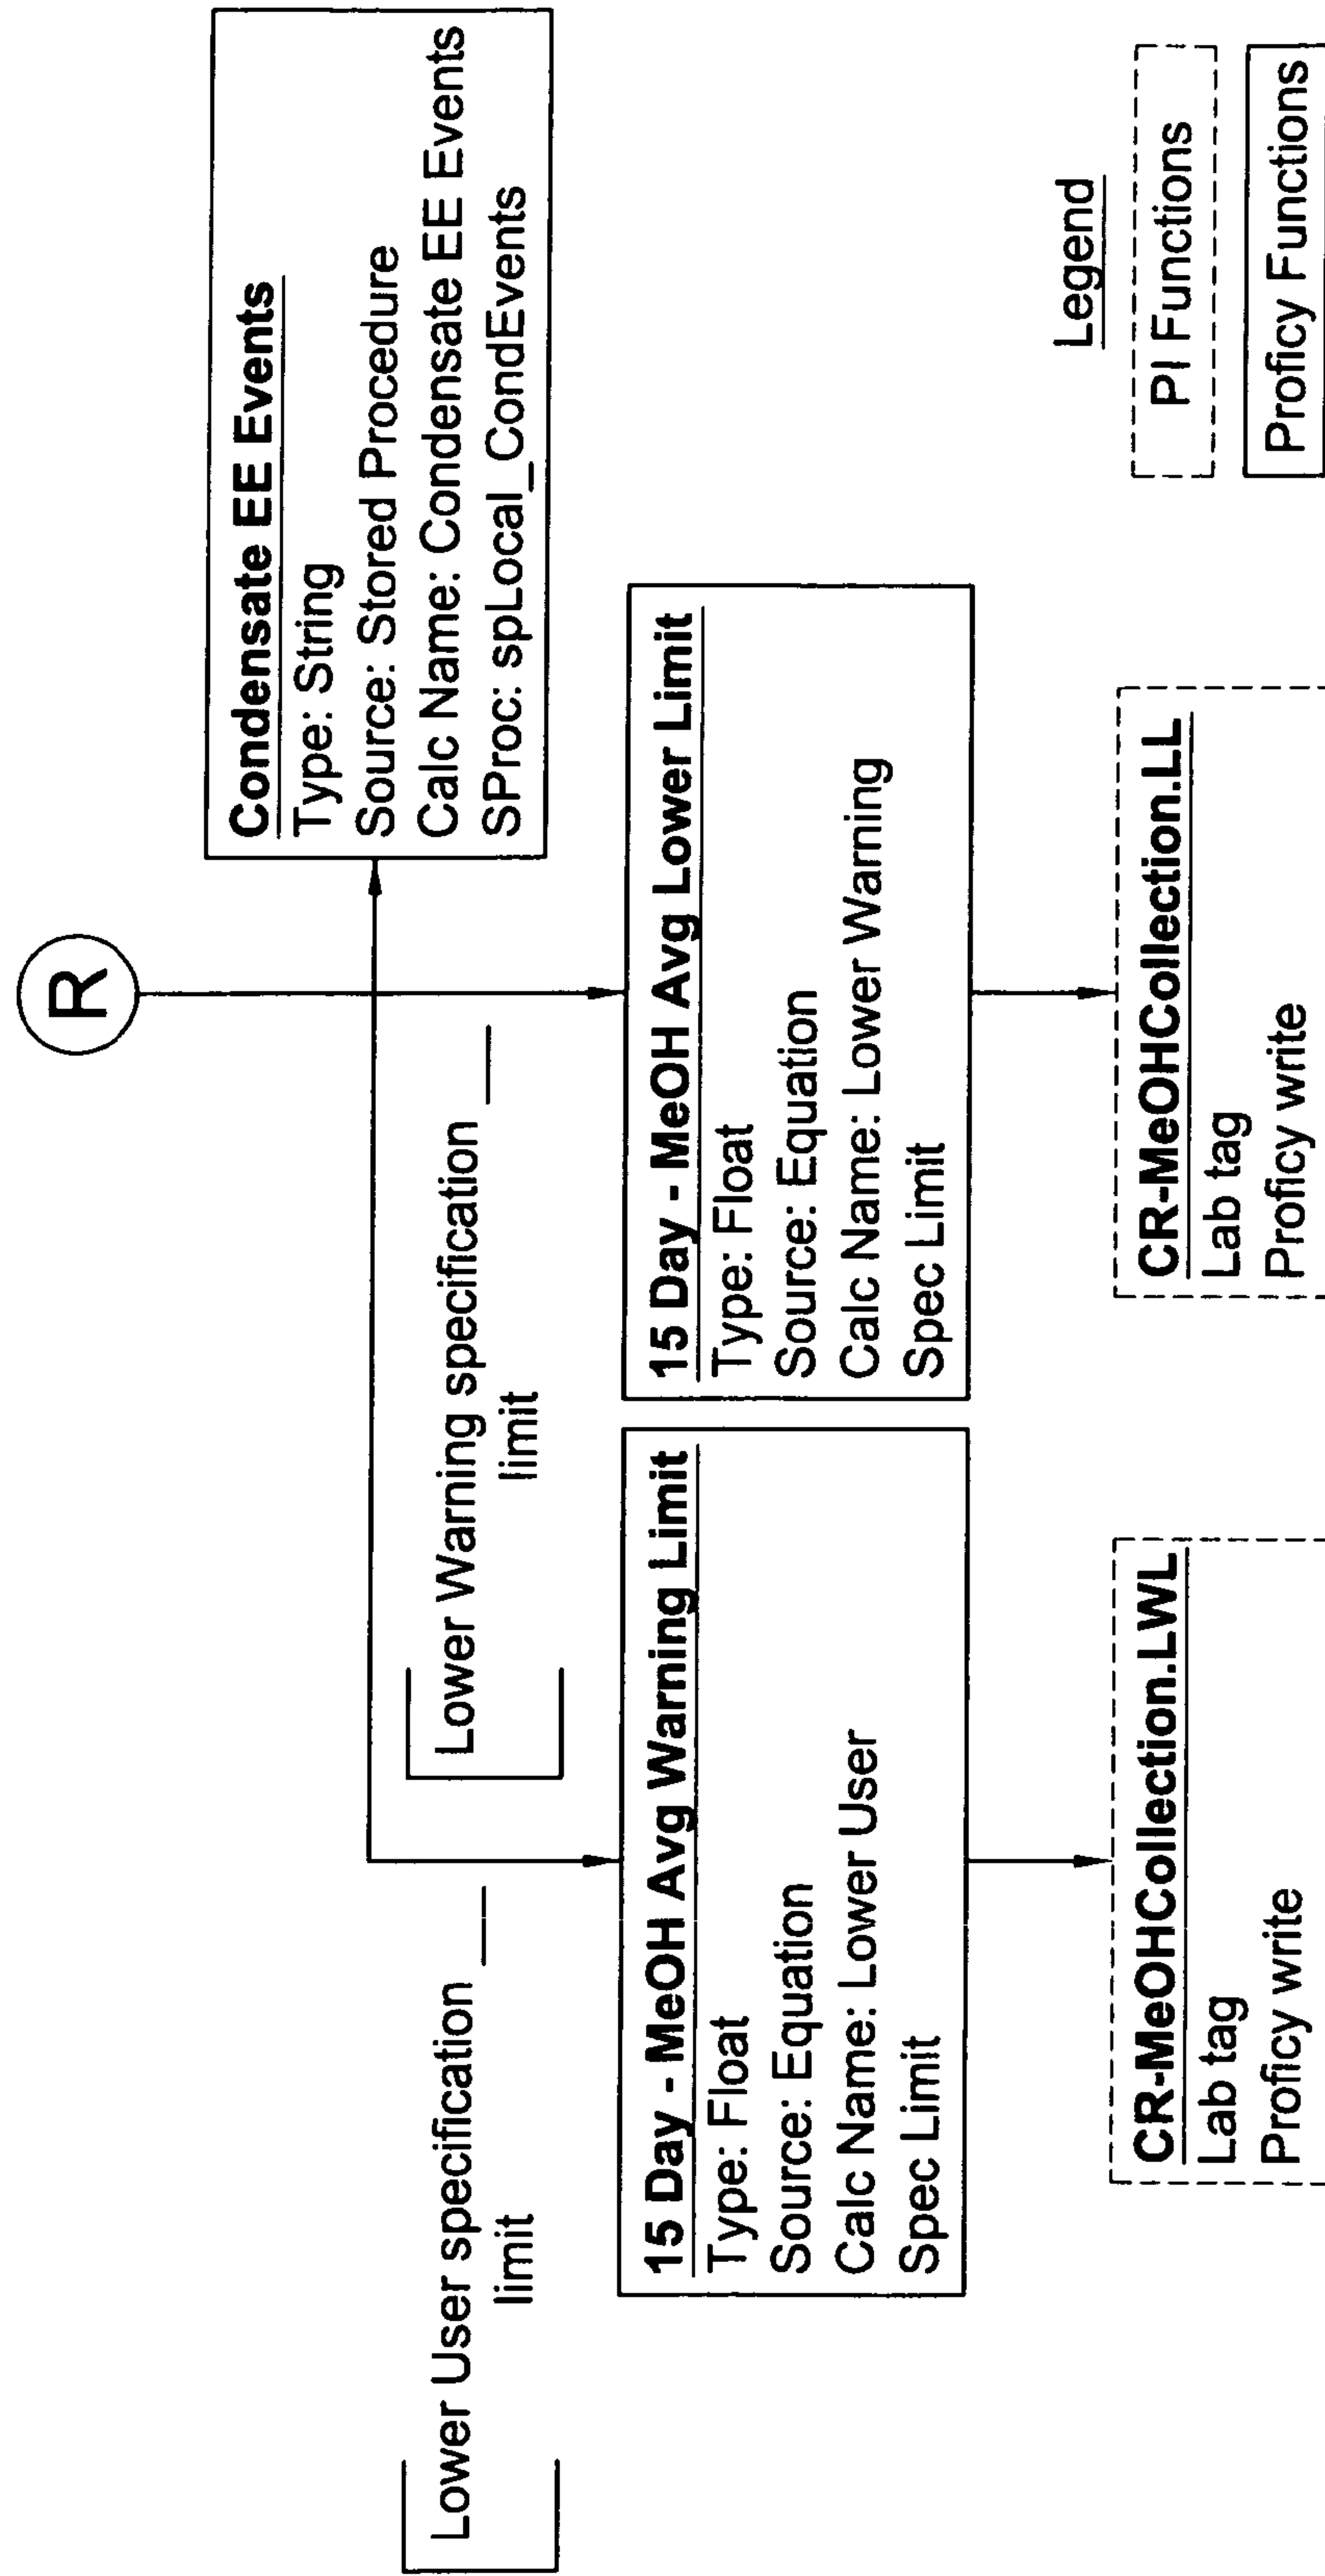 R
Condensate EE Events
Type: String
Source: Stored Procedure
Calc Name: Condensate EE Events
SProc: spLocal_CondEvents
Lower User specification
limit
Lower Warning specification
limit
15 Day - MeOH Avg Warning Limit
Type: Float
Source: Equation
Calc Name: Lower User
Spec Limit
15 Day - MeOH Avg Lower Limit
Type: Float
Source: Equation
Calc Name: Lower Warning
Spec Limit
CR-MeOHCollection.LWL
Lab tag
Proficy write
CR-MeOHCollection.LL
Lab tag
Proficy write
Legend
PI Functions
Proficy Functions